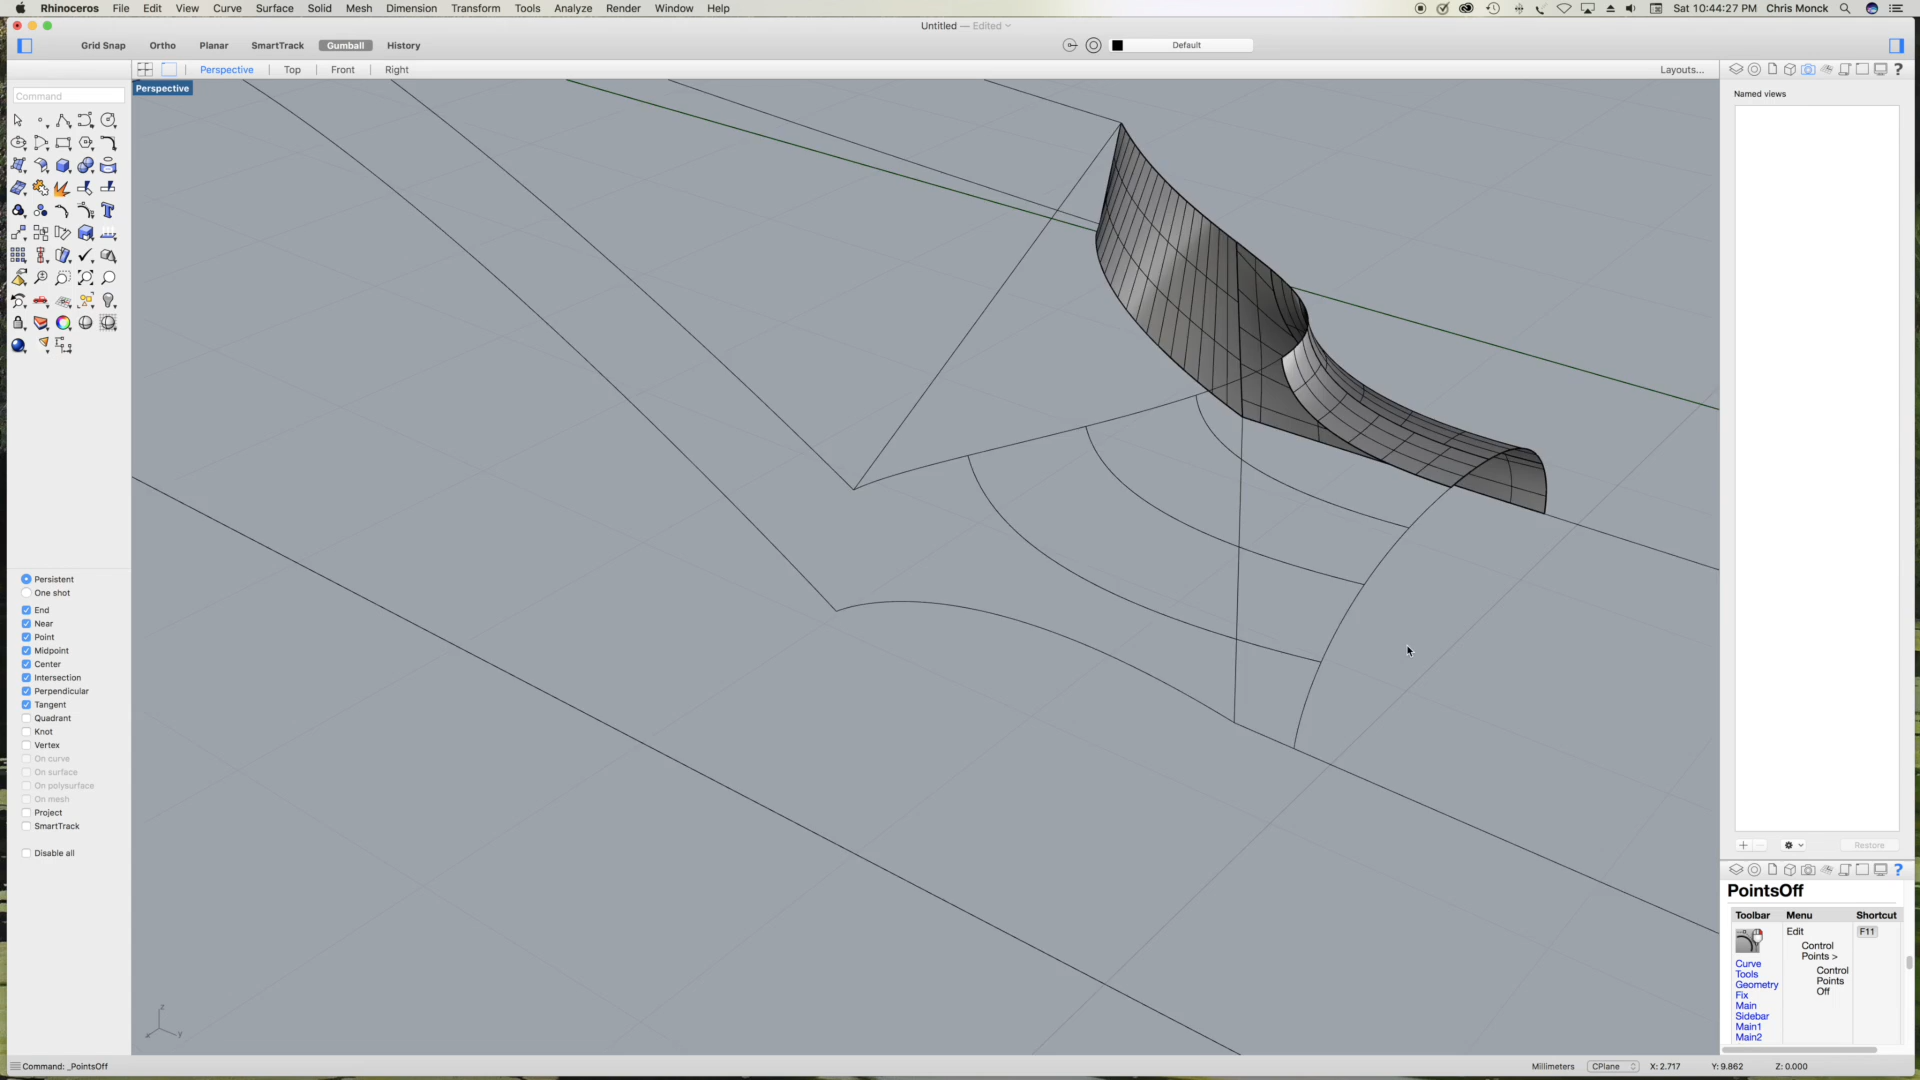 Rhinoceros File Edit View Curve Surface Solid Mesh Dimension Transform Tools Analyze Render Window Help Sat 10:44:27 PM Chris Monck
Untitled — Edited
Grid Snap Ortho Planar SmartTrack Gumball History Default
Perspective Top Front Right Layouts...
Perspective
Command
Named views
Persistent
One shot
End
Near
Point
Midpoint
Center
Intersection
Perpendicular
Tangent
Quadrant
Knot
Vertex
On curve
On surface
On polysurface
On mesh
Project
SmartTrack
Disable all
z
x
y
Restore
PointsOff
Toolbar Menu Shortcut
Edit F11
Control
Points >
Control
Points
Off
Curve
Tools
Geometry
Fix
Main
Sidebar
Main1
Main2
Command: _PointsOff Millimeters CPlane X: 2.717 Y: 9.862 Z: 0.000